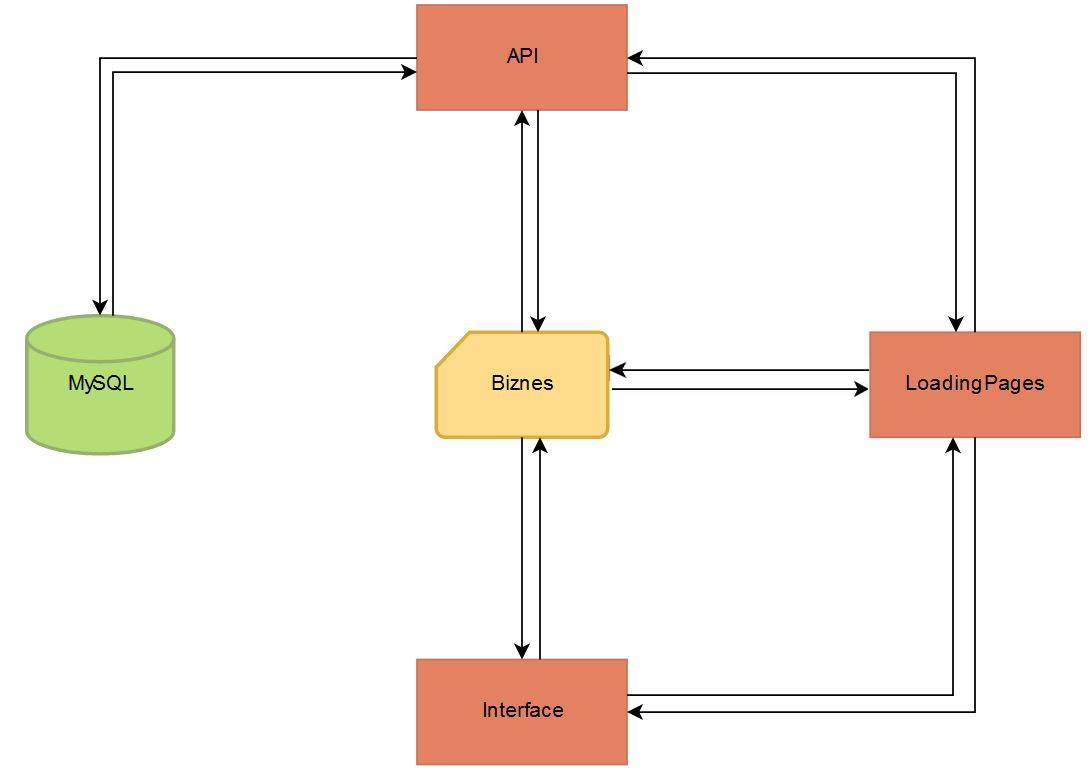 API
MySQL
Biznes
LoadingPages
Interface